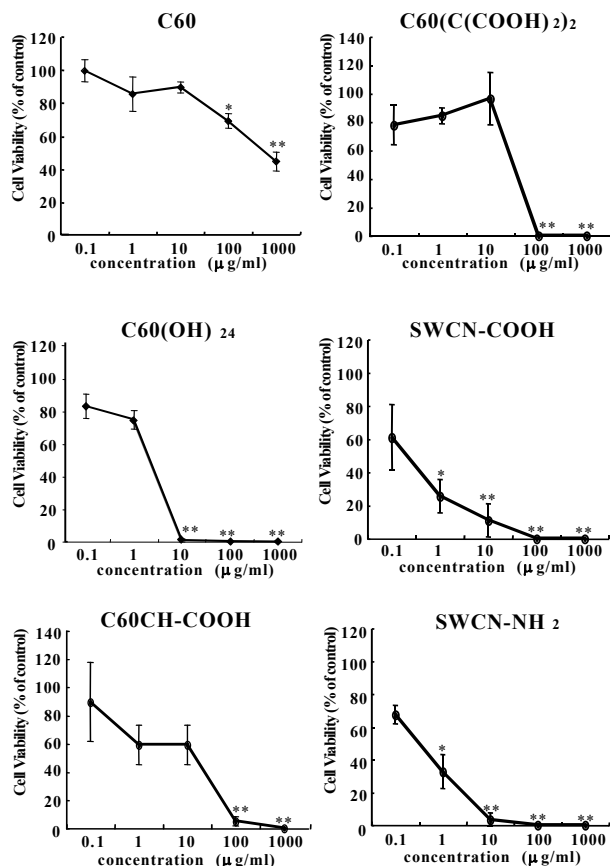 C60
Cell Viability (% of control)
120
100
80
60
40
20
0
*
**
0.1 1 10 100 1000
concentration (μg/ml)
C60(C(COOH)2)2
Cell Viability (% of control)
140
120
100
80
60
40
20
0
** **
0.1 1 10 100 1000
concentration (μg/ml)
C60(OH) 24
Cell Viability (% of control)
120
100
80
60
40
20
0
** ** **
0.1 1 10 100 1000
concentration (μg/ml)
SWCN-COOH
Cell Viability (% of control)
120
100
80
60
40
20
0
*
**
** **
0.1 1 10 100 1000
concentration (μg/ml)
C60CH-COOH
Cell Viability (% of control)
140
120
100
80
60
40
20
0
**
**
0.1 1 10 100 1000
concentration (μg/ml)
SWCN-NH 2
Cell Viability (% of control)
120
100
80
60
40
20
0
*
**
** **
0.1 1 10 100 1000
concentration (μg/ml)